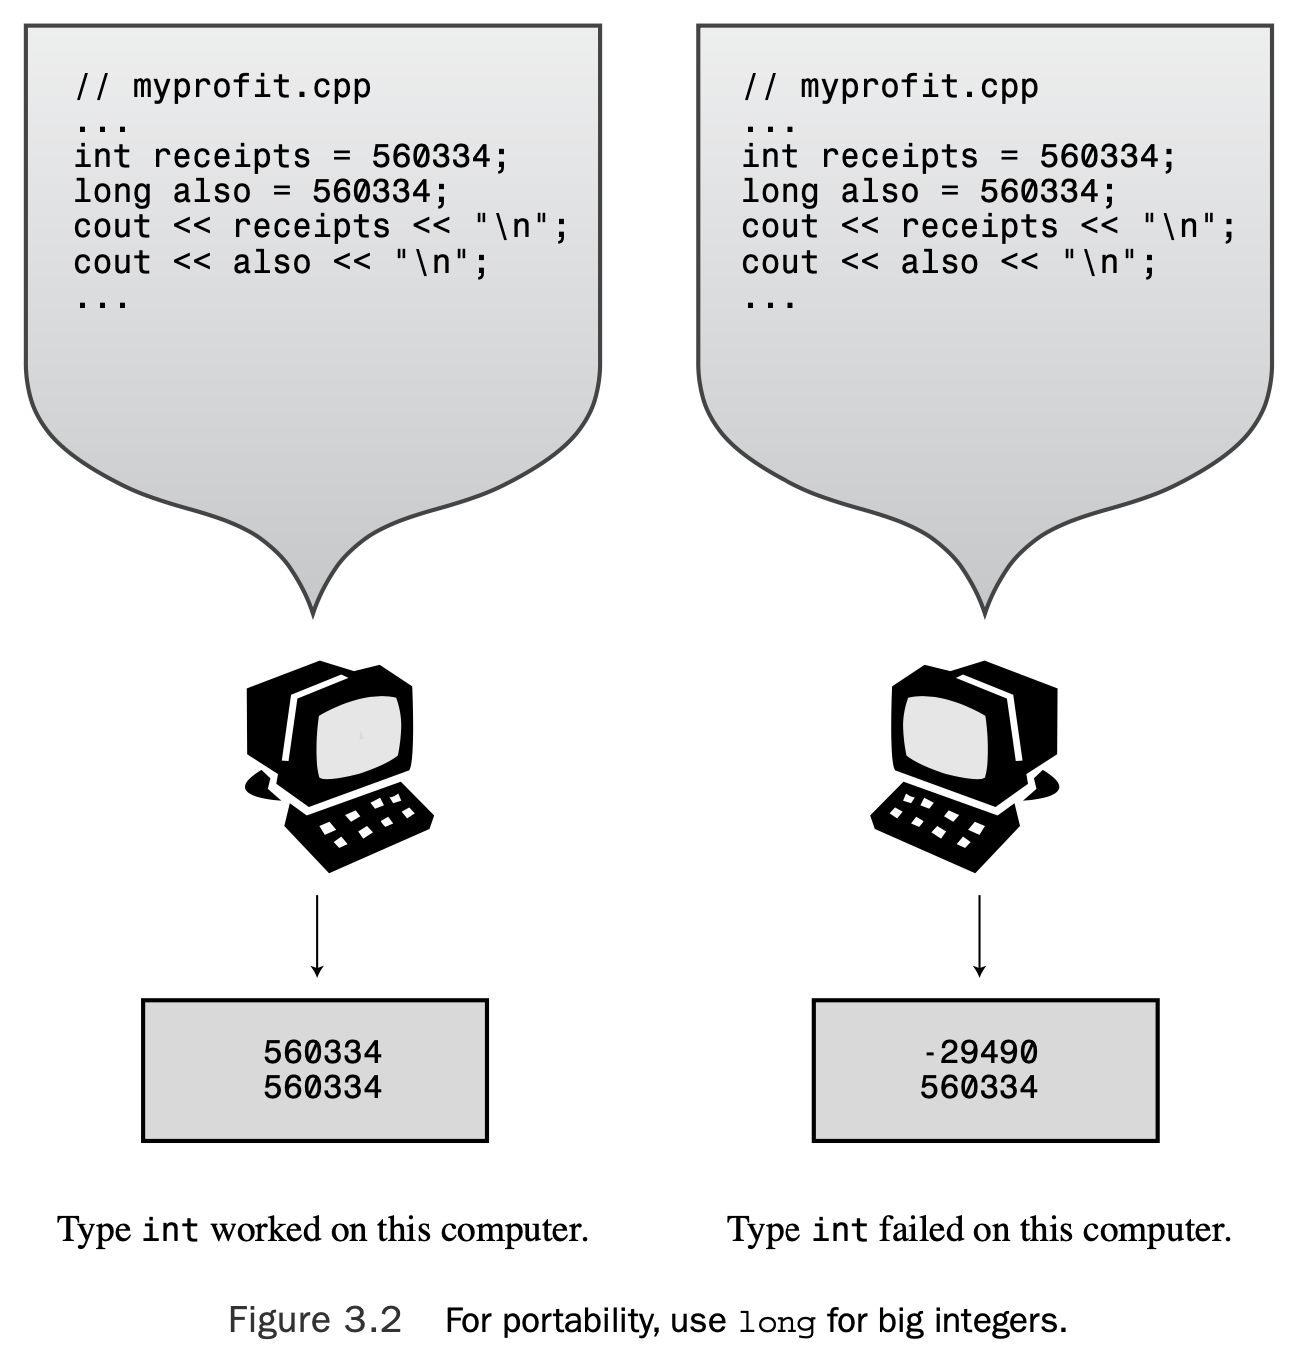 // myprofit.cpp
...
int receipts = 560334;
long also = 560334;
cout << receipts << "\n";
cout << also << "\n";
...
// myprofit.cpp
...
int receipts = 560334;
long also = 560334;
cout << receipts << "\n";
cout << also << "\n";
...
560334
560334
Type int worked on this computer.
-29490
560334
Type int failed on this computer.
Figure 3.2 For portability, use long for big integers.